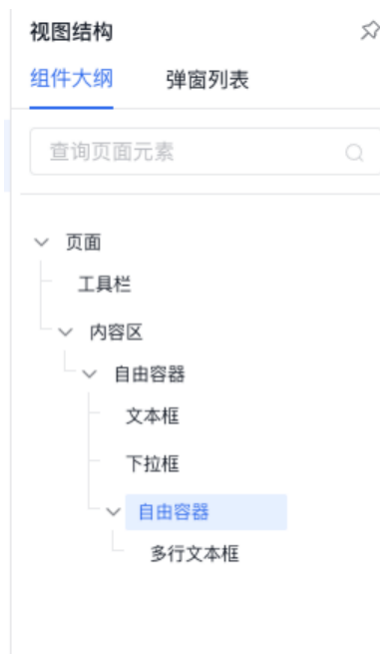 视图结构
组件大纲 弹窗列表
查询页面元素
页面
工具栏
内容区
自由容器
文本框
下拉框
自由容器
多行文本框